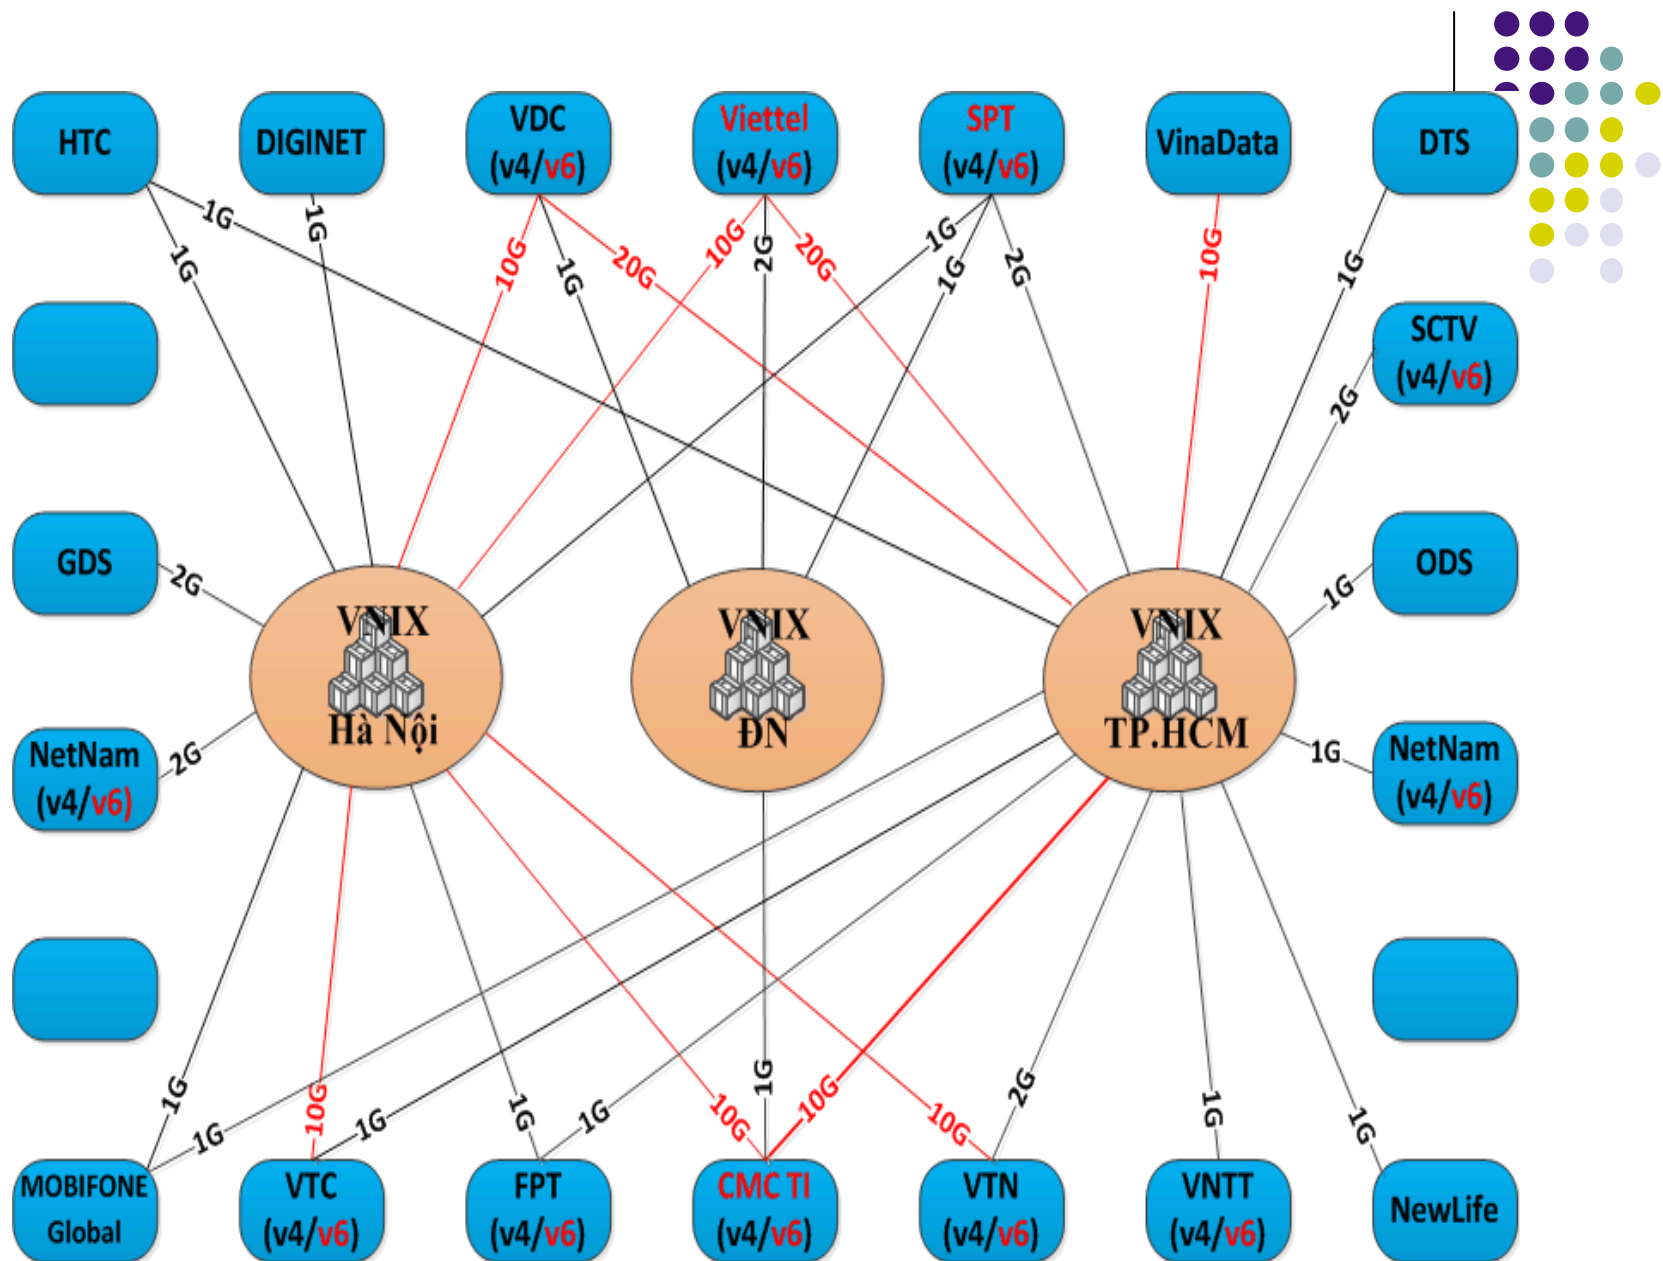 HTC
DIGINET
VDC
(v4/v6)
Viettel
(v4/v6)
SPT
(v4/v6)
VinaData
DTS
1G
1G
1G
10G
1G
20G
10G
2G
20G
1G
1G
2G
10G
1G
SCTV
(v4/v6)
2G
GDS
2G
VNIX
Hà Nội
VNIX
ĐN
VNIX
TP.HCM
1G
ODS
NetNam
(v4/v6)
2G
1G
NetNam
(v4/v6)
1G
1G
10G
1G
1G
1G
10G
1G
10G
10G
2G
1G
1G
MOBIFONE
Global
VTC
(v4/v6)
FPT
(v4/v6)
CMC TI
(v4/v6)
VTN
(v4/v6)
VNTT
(v4/v6)
NewLife